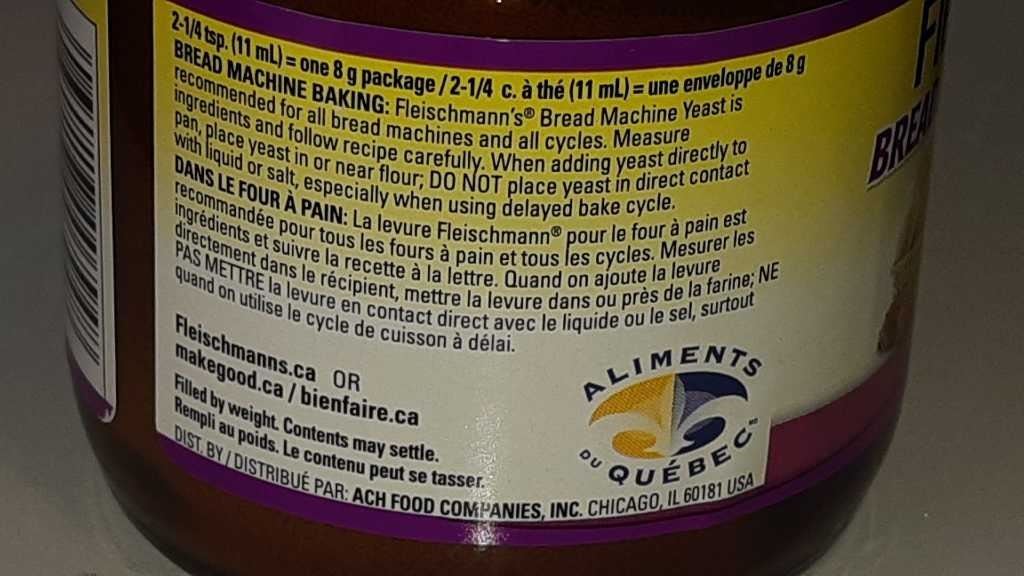 2-1/4 tsp. (11 mL) = one 8 g package / 2-1/4 c. à thé (11 mL) = une enveloppe de 8 g
BREAD MACHINE BAKING: Fleischmann's® Bread Machine Yeast is
recommended for all bread machines and all cycles. Measure
ingredients and follow recipe carefully. When adding yeast directly to
pan, place yeast in or near flour; DO NOT place yeast in direct contact
with liquid or salt, especially when using delayed bake cycle.
DANS LE FOUR À PAIN: La levure Fleischmann® pour le four à pain est
recommandée pour tous les fours à pain et tous les cycles. Mesurer les
ingrédients et suivre la recette à la lettre. Quand on ajoute la levure
directement dans le récipient, mettre la levure dans ou près de la farine; NE
PAS METTRE la levure en contact direct avec le liquide ou le sel, surtout
quand on utilise le cycle de cuisson à délai.
Fleischmanns.ca OR
makegood.ca / bienfaire.ca
Filled by weight. Contents may settle.
Rempli au poids. Le contenu peut se tasser.
DIST. BY / DISTRIBUÉ PAR: ACH FOOD COMPANIES, INC. CHICAGO, IL 60181 USA
ALIMENTS
DU QUÉBEC